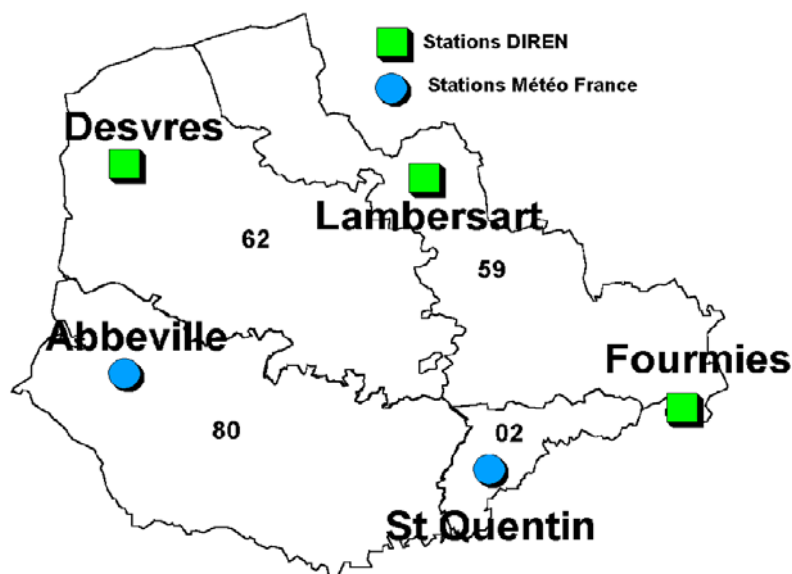 Stations DIREN
Stations Météo France
Desvres
Lambersart
62
59
Abbeville
Fourmies
80
02
St Quentin